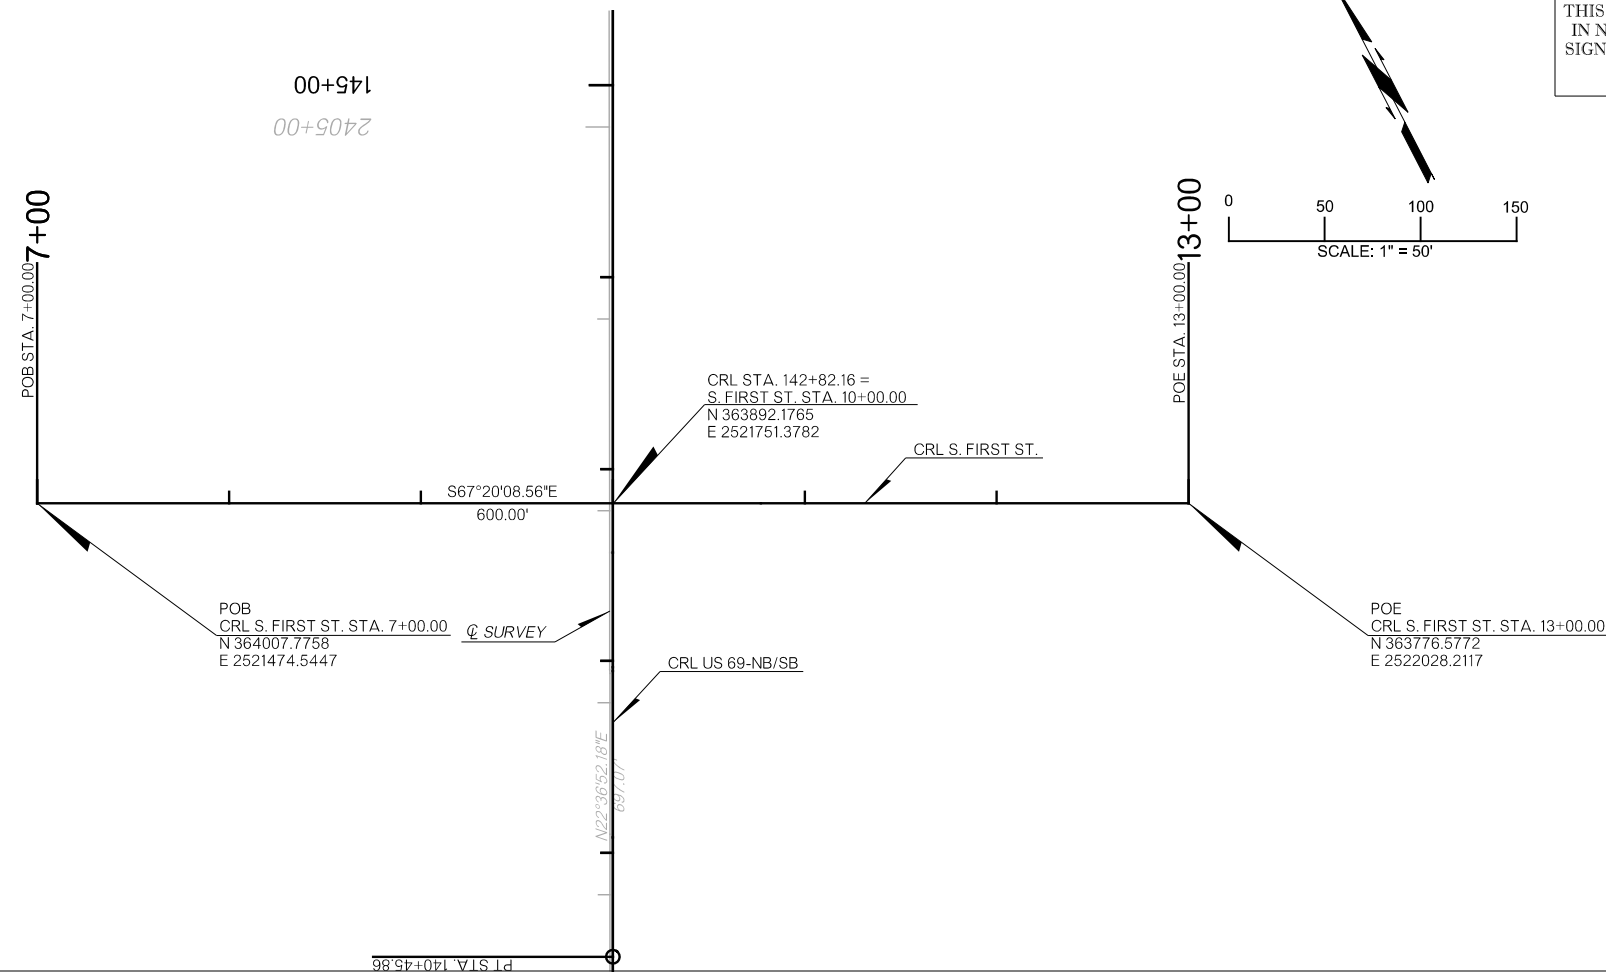 THIS
IN N
SIGN
145+00
2405+00
7+00
POB STA. 7+00.00
13+00
POE STA. 13+00.00
0 50 100 150
SCALE: 1" = 50'
CRL STA. 142+82.16 =
S. FIRST ST. STA. 10+00.00
N 363892.1765
E 2521751.3782
CRL S. FIRST ST.
S67°20'08.56"E
600.00'
POB
CRL S. FIRST ST. STA. 7+00.00
N 364007.7758
E 2521474.5447
℄ SURVEY
CRL US 69-NB/SB
POE
CRL S. FIRST ST. STA. 13+00.00
N 363776.5772
E 2522028.2117
N22°36'52.18"E
697.07'
PT STA. 140+45.86